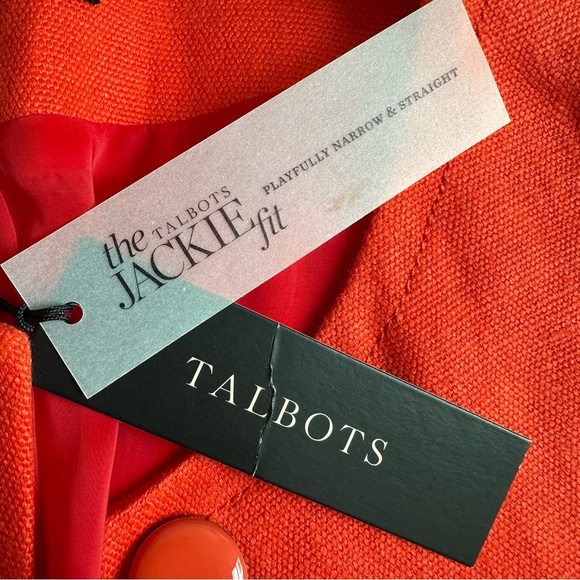 the TALBOTS
JACKIE fit
PLAYFULLY NARROW & STRAIGHT
TALBOTS